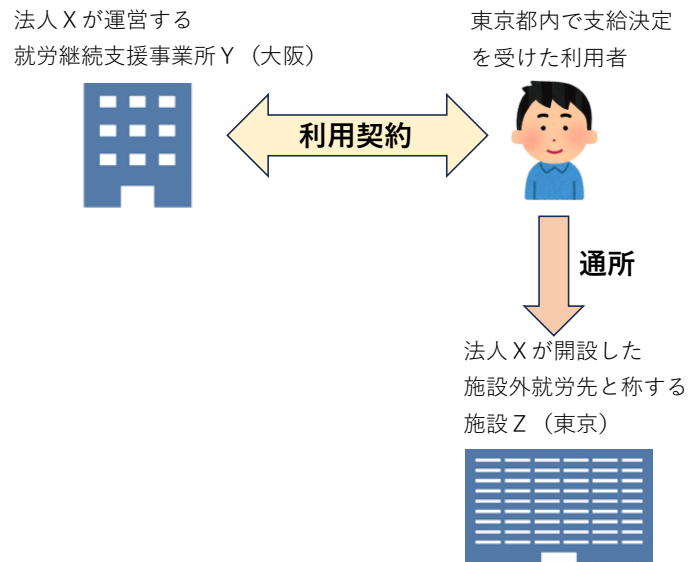 法人Ｘが運営する
就労継続支援事業所Ｙ（大阪）
東京都内で支給決定
を受けた利用者
利用契約
通所
法人Ｘが開設した
施設外就労先と称する
施設Ｚ（東京）